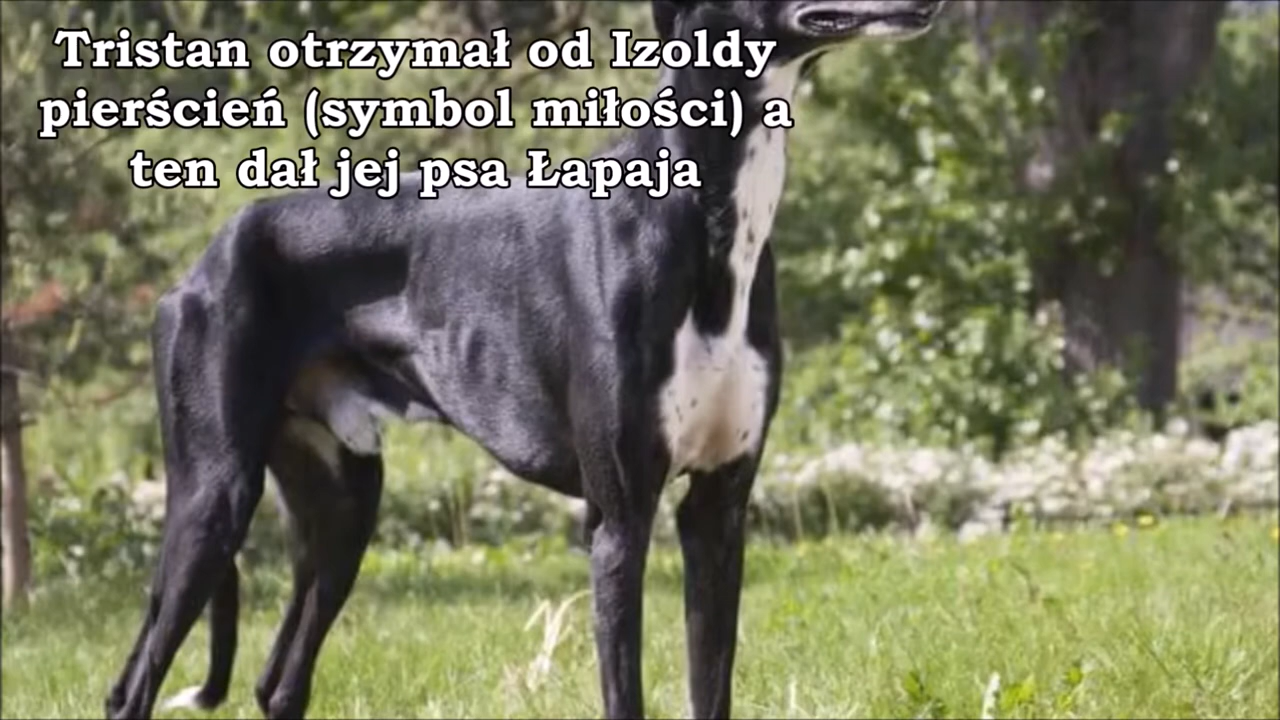 Tristan otrzymał od Izoldy
pierścień (symbol miłości) a
ten dał jej psa Łapaja